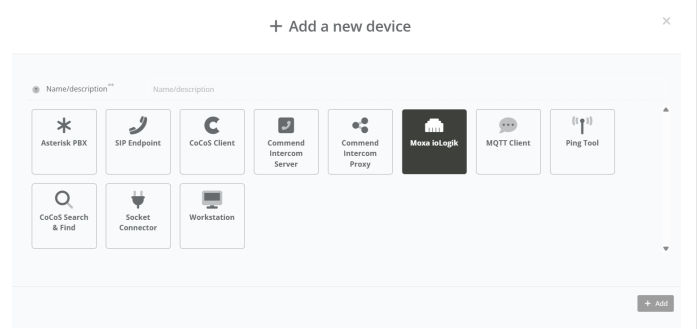 + Add a new device
×
Name/description**
Name/description
Asterisk PBX
SIP Endpoint
CoCoS Client
Commend
Intercom
Server
Commend
Intercom
Proxy
Moxa ioLogik
MQTT Client
Ping Tool
CoCoS Search
& Find
Socket
Connector
Workstation
+ Add